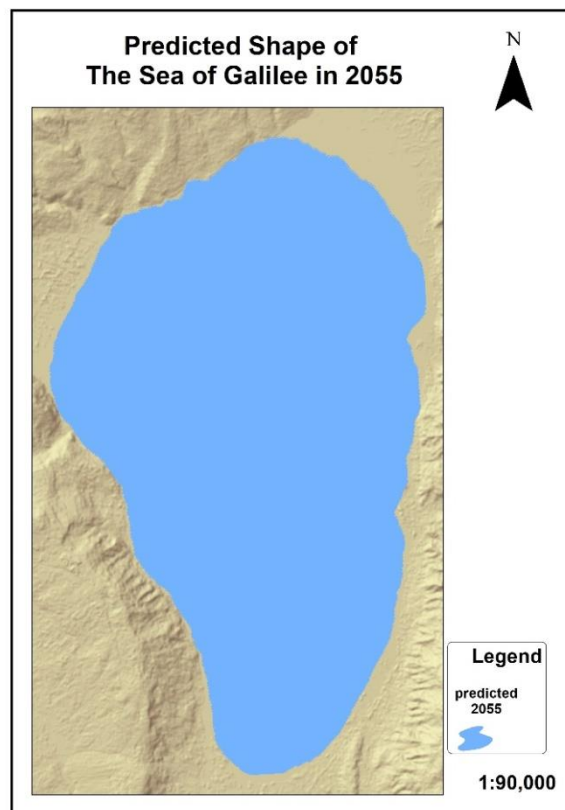 Predicted Shape of
The Sea of Galilee in 2055
N
Legend
predicted
2055
1:90,000